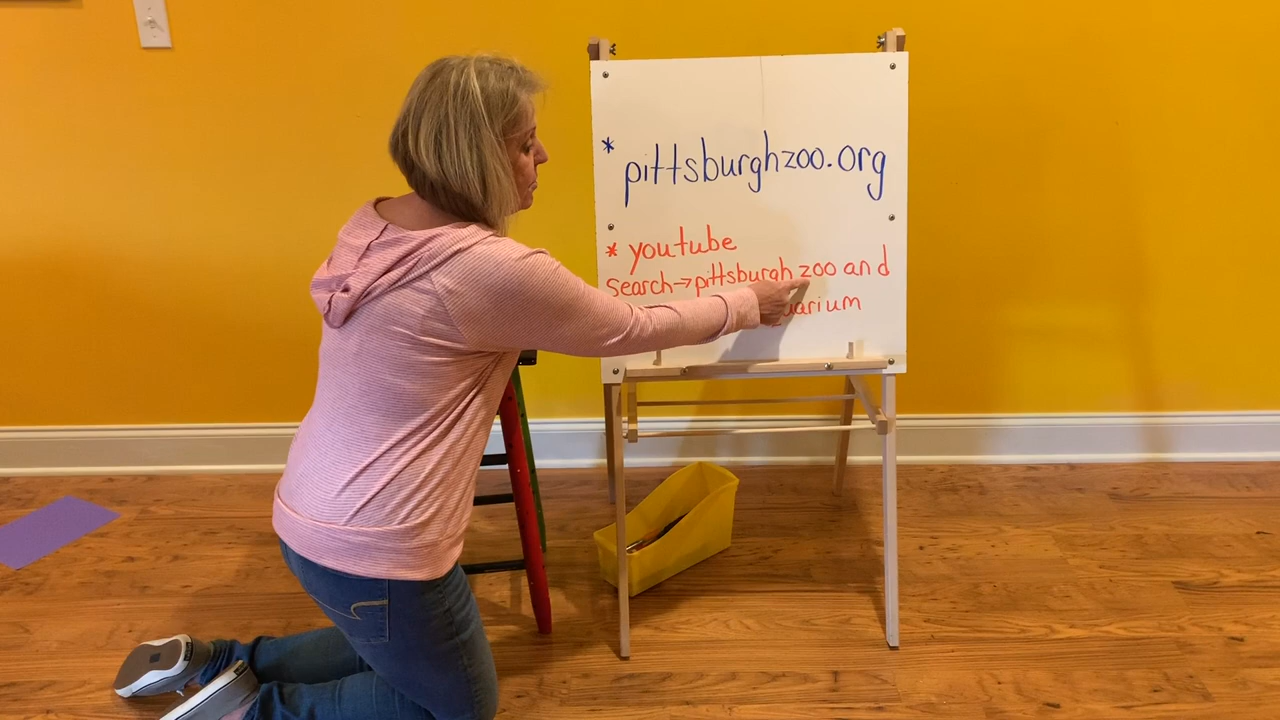 * pittsburghzoo.org
* youtube
search→pittsburgh zoo and